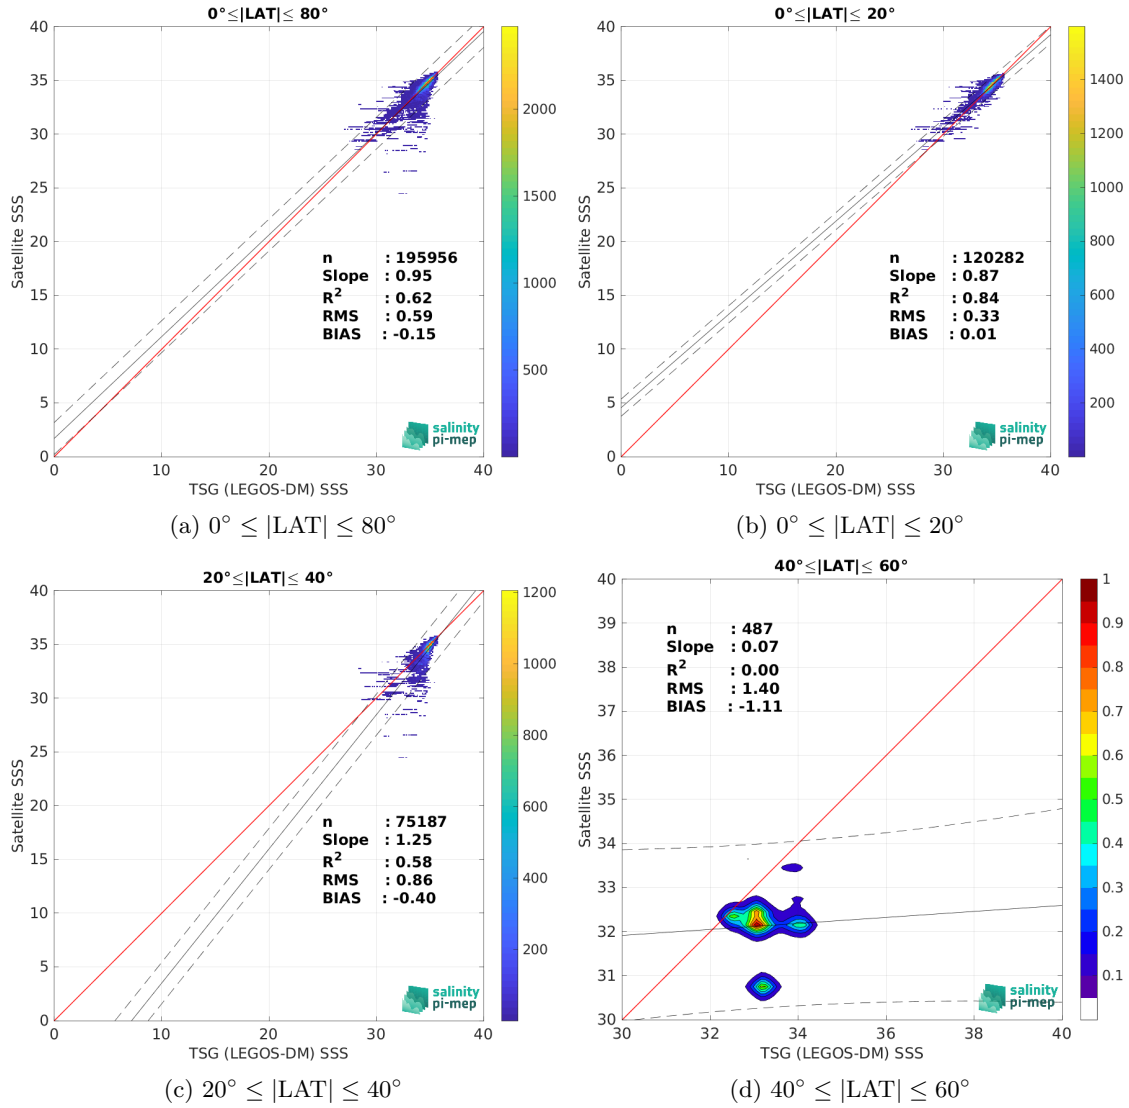 0°≤|LAT|≤ 80°
Satellite SSS
40
35
30
25
20
15
10
5
0
0 10 20 30 40
TSG (LEGOS-DM) SSS
n : 195956
Slope : 0.95
R2 : 0.62
RMS : 0.59
BIAS : -0.15
salinity
pi-mep
2000
1500
1000
500
(a) 0° ≤ |LAT| ≤ 80°
0°≤|LAT|≤ 20°
Satellite SSS
40
35
30
25
20
15
10
5
0
0 10 20 30 40
TSG (LEGOS-DM) SSS
n : 120282
Slope : 0.87
R2 : 0.84
RMS : 0.33
BIAS : 0.01
salinity
pi-mep
1400
1200
1000
800
600
400
200
(b) 0° ≤ |LAT| ≤ 20°
20°≤|LAT|≤ 40°
Satellite SSS
40
35
30
25
20
15
10
5
0
0 10 20 30 40
TSG (LEGOS-DM) SSS
n : 75187
Slope : 1.25
R2 : 0.58
RMS : 0.86
BIAS : -0.40
salinity
pi-mep
1200
1000
800
600
400
200
0
(c) 20° ≤ |LAT| ≤ 40°
40°≤|LAT|≤ 60°
Satellite SSS
40
39
38
37
36
35
34
33
32
31
30
30 32 34 36 38 40
TSG (LEGOS-DM) SSS
n : 487
Slope : 0.07
R2 : 0.00
RMS : 1.40
BIAS : -1.11
salinity
pi-mep
1
0.9
0.8
0.7
0.6
0.5
0.4
0.3
0.2
0.1
(d) 40° ≤ |LAT| ≤ 60°